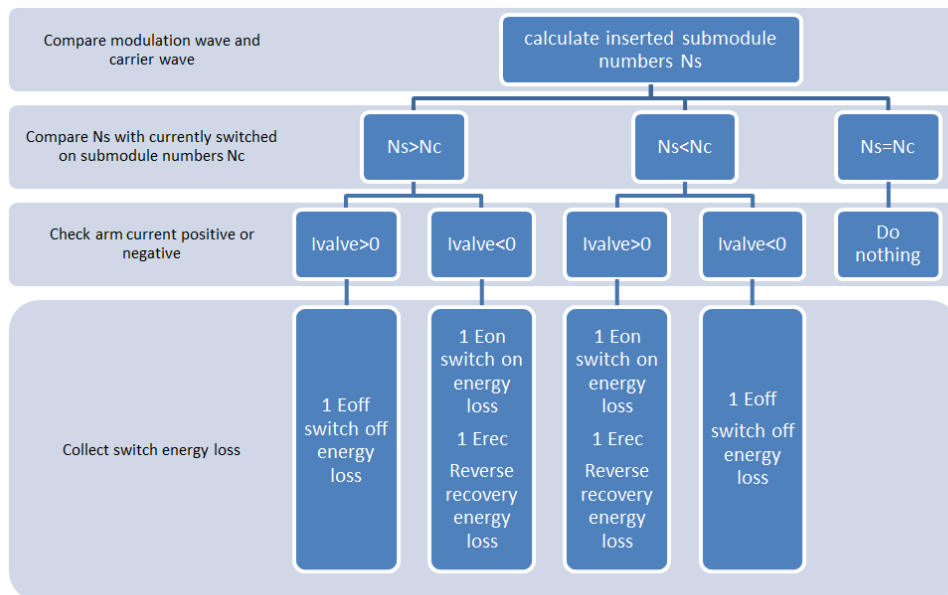 Compare modulation wave and
carrier wave
calculate inserted submodule
numbers Ns
Compare Ns with currently switched
on submodule numbers Nc
Ns>Nc
Ns<Nc
Ns=Nc
Check arm current positive or
negative
Ivalve>0
Ivalve<0
Ivalve>0
Ivalve<0
Do
nothing
Collect switch energy loss
1 Eoff
switch off
energy
loss
1 Eon
switch on
energy
loss
1 Erec
Reverse
recovery
energy
loss
1 Eon
switch on
energy
loss
1 Erec
Reverse
recovery
energy
loss
1 Eoff
switch off
energy
loss